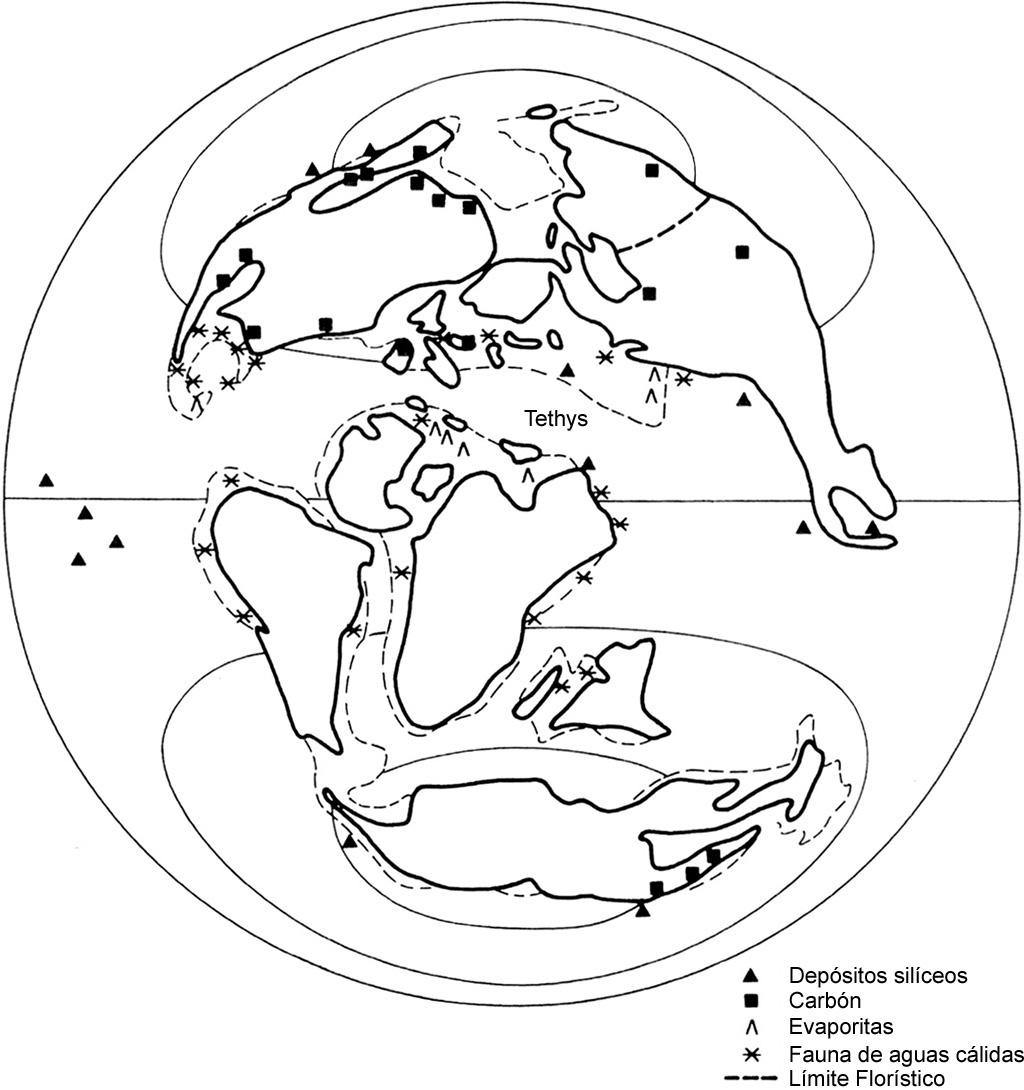 Tethys
Depósitos silíceos
Carbón
Evaporitas
Fauna de aguas cálidas
Límite Florístico